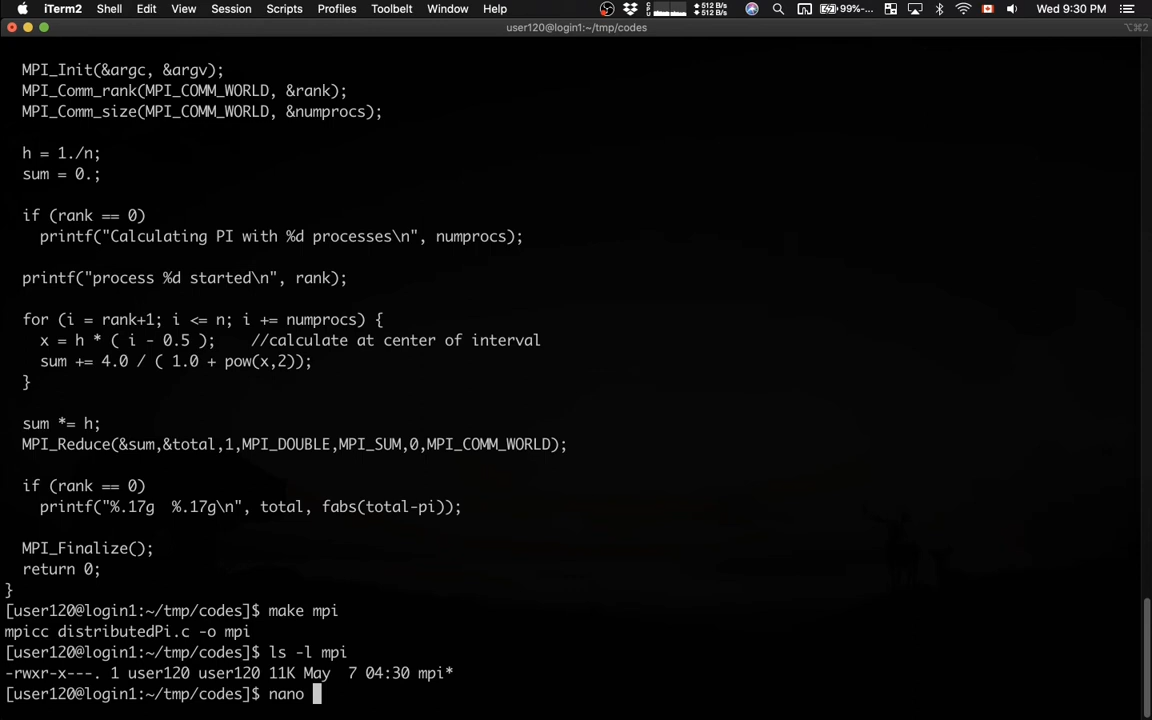 iTerm2 Shell Edit View Session Scripts Profiles Toolbelt Window Help 512 B/s 512 B/s 99%... Wed 9:30 PM
user120@login1:~/tmp/codes ⌥⌘2
MPI_Init(&argc, &argv);
MPI_Comm_rank(MPI_COMM_WORLD, &rank);
MPI_Comm_size(MPI_COMM_WORLD, &numprocs);
h = 1./n;
sum = 0.;
if (rank == 0)
printf("Calculating PI with %d processes\n", numprocs);
printf("process %d started\n", rank);
for (i = rank+1; i <= n; i += numprocs) {
x = h * ( i - 0.5 );    //calculate at center of interval
sum += 4.0 / ( 1.0 + pow(x,2));
}
sum *= h;
MPI_Reduce(&sum,&total,1,MPI_DOUBLE,MPI_SUM,0,MPI_COMM_WORLD);
if (rank == 0)
printf("%.17g  %.17g\n", total, fabs(total-pi));
MPI_Finalize();
return 0;
}
[user120@login1:~/tmp/codes]$ make mpi
mpicc distributedPi.c -o mpi
[user120@login1:~/tmp/codes]$ ls -l mpi
-rwxr-x---. 1 user120 user120 11K May  7 04:30 mpi*
[user120@login1:~/tmp/codes]$ nano